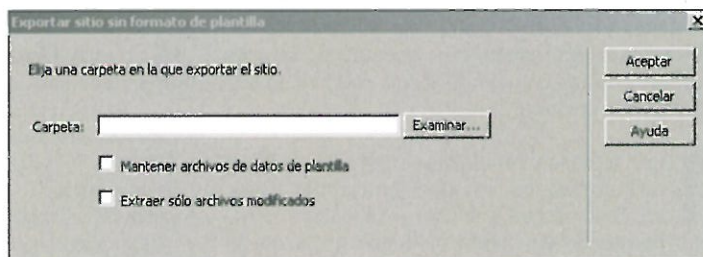 Exportar sitio sin formato de plantilla
Elija una carpeta en la que exportar el sitio.
Carpeta:
Examinar...
Mantener archivos de datos de plantilla
Extraer sólo archivos modificados
Aceptar
Cancelar
Ayuda